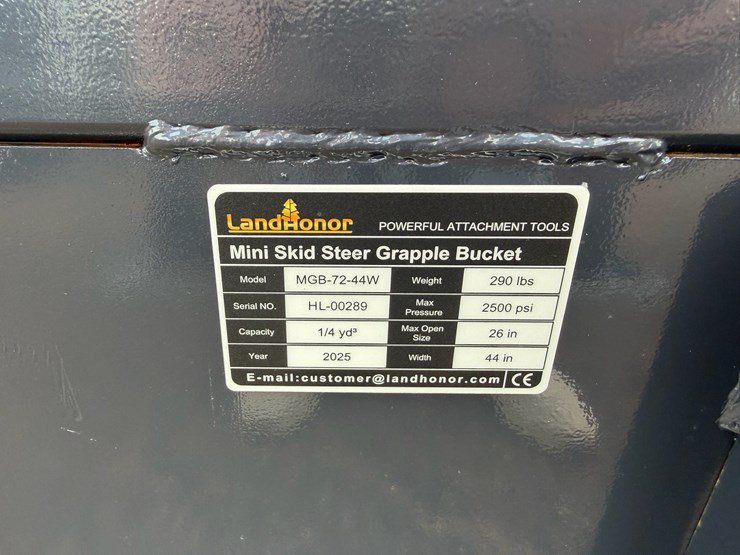 LandHonor POWERFUL ATTACHMENT TOOLS
Mini Skid Steer Grapple Bucket
Model MGB-72-44W Weight 290 lbs
Serial NO. HL-00289 Max Pressure 2500 psi
Capacity 1/4 yd³ Max Open Size 26 in
Year 2025 Width 44 in
E-mail:customer@landhonor.com CE